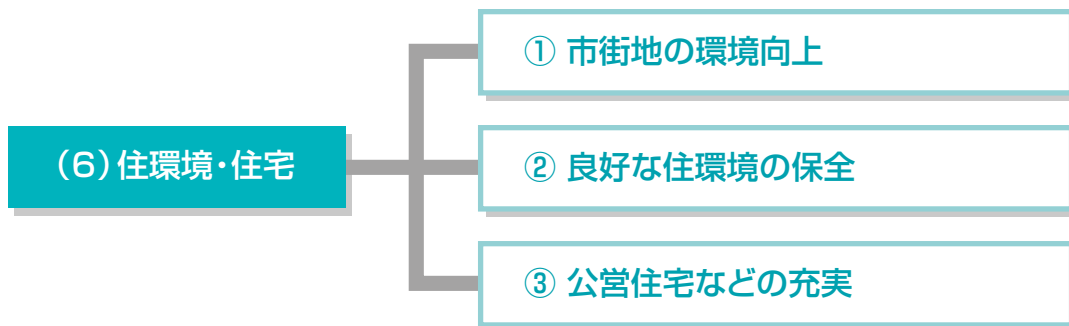 (6)住環境・住宅
① 市街地の環境向上
② 良好な住環境の保全
③ 公営住宅などの充実